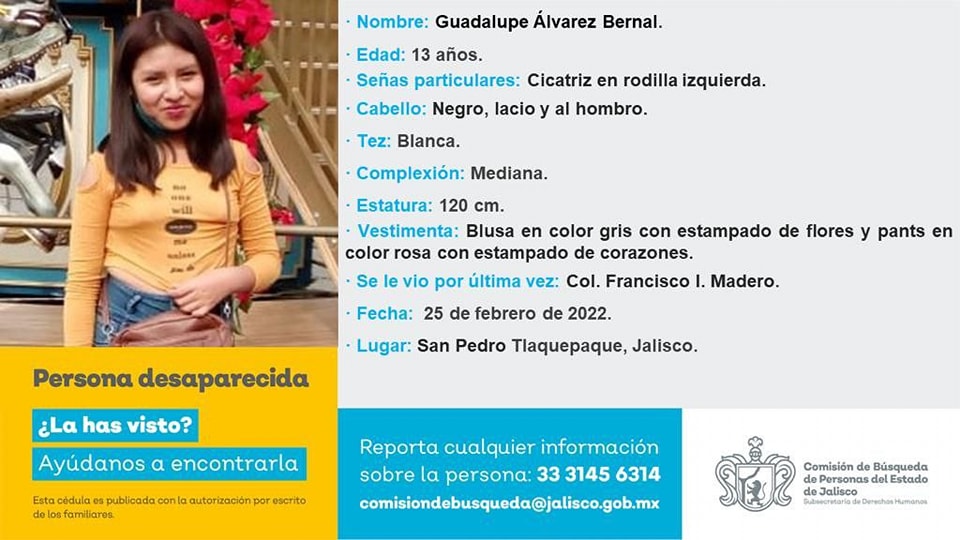 · Nombre: Guadalupe Álvarez Bernal.
· Edad: 13 años.
· Señas particulares: Cicatriz en rodilla izquierda.
· Cabello: Negro, lacio y al hombro.
· Tez: Blanca.
· Complexión: Mediana.
· Estatura: 120 cm.
· Vestimenta: Blusa en color gris con estampado de flores y pants en
color rosa con estampado de corazones.
· Se le vio por última vez: Col. Francisco I. Madero.
· Fecha: 25 de febrero de 2022.
· Lugar: San Pedro Tlaquepaque, Jalisco.
no
one
will
me
unless
Persona desaparecida
¿La has visto?
Ayúdanos a encontrarla
Esta cédula es publicada con la autorización por escrito
de los familiares.
Reporta cualquier información
sobre la persona: 33 3145 6314
comisiondebusqueda@jalisco.gob.mx
Comisión de Búsqueda
de Personas del Estado
de Jalisco
Subsecretaría de Derechos Humanos